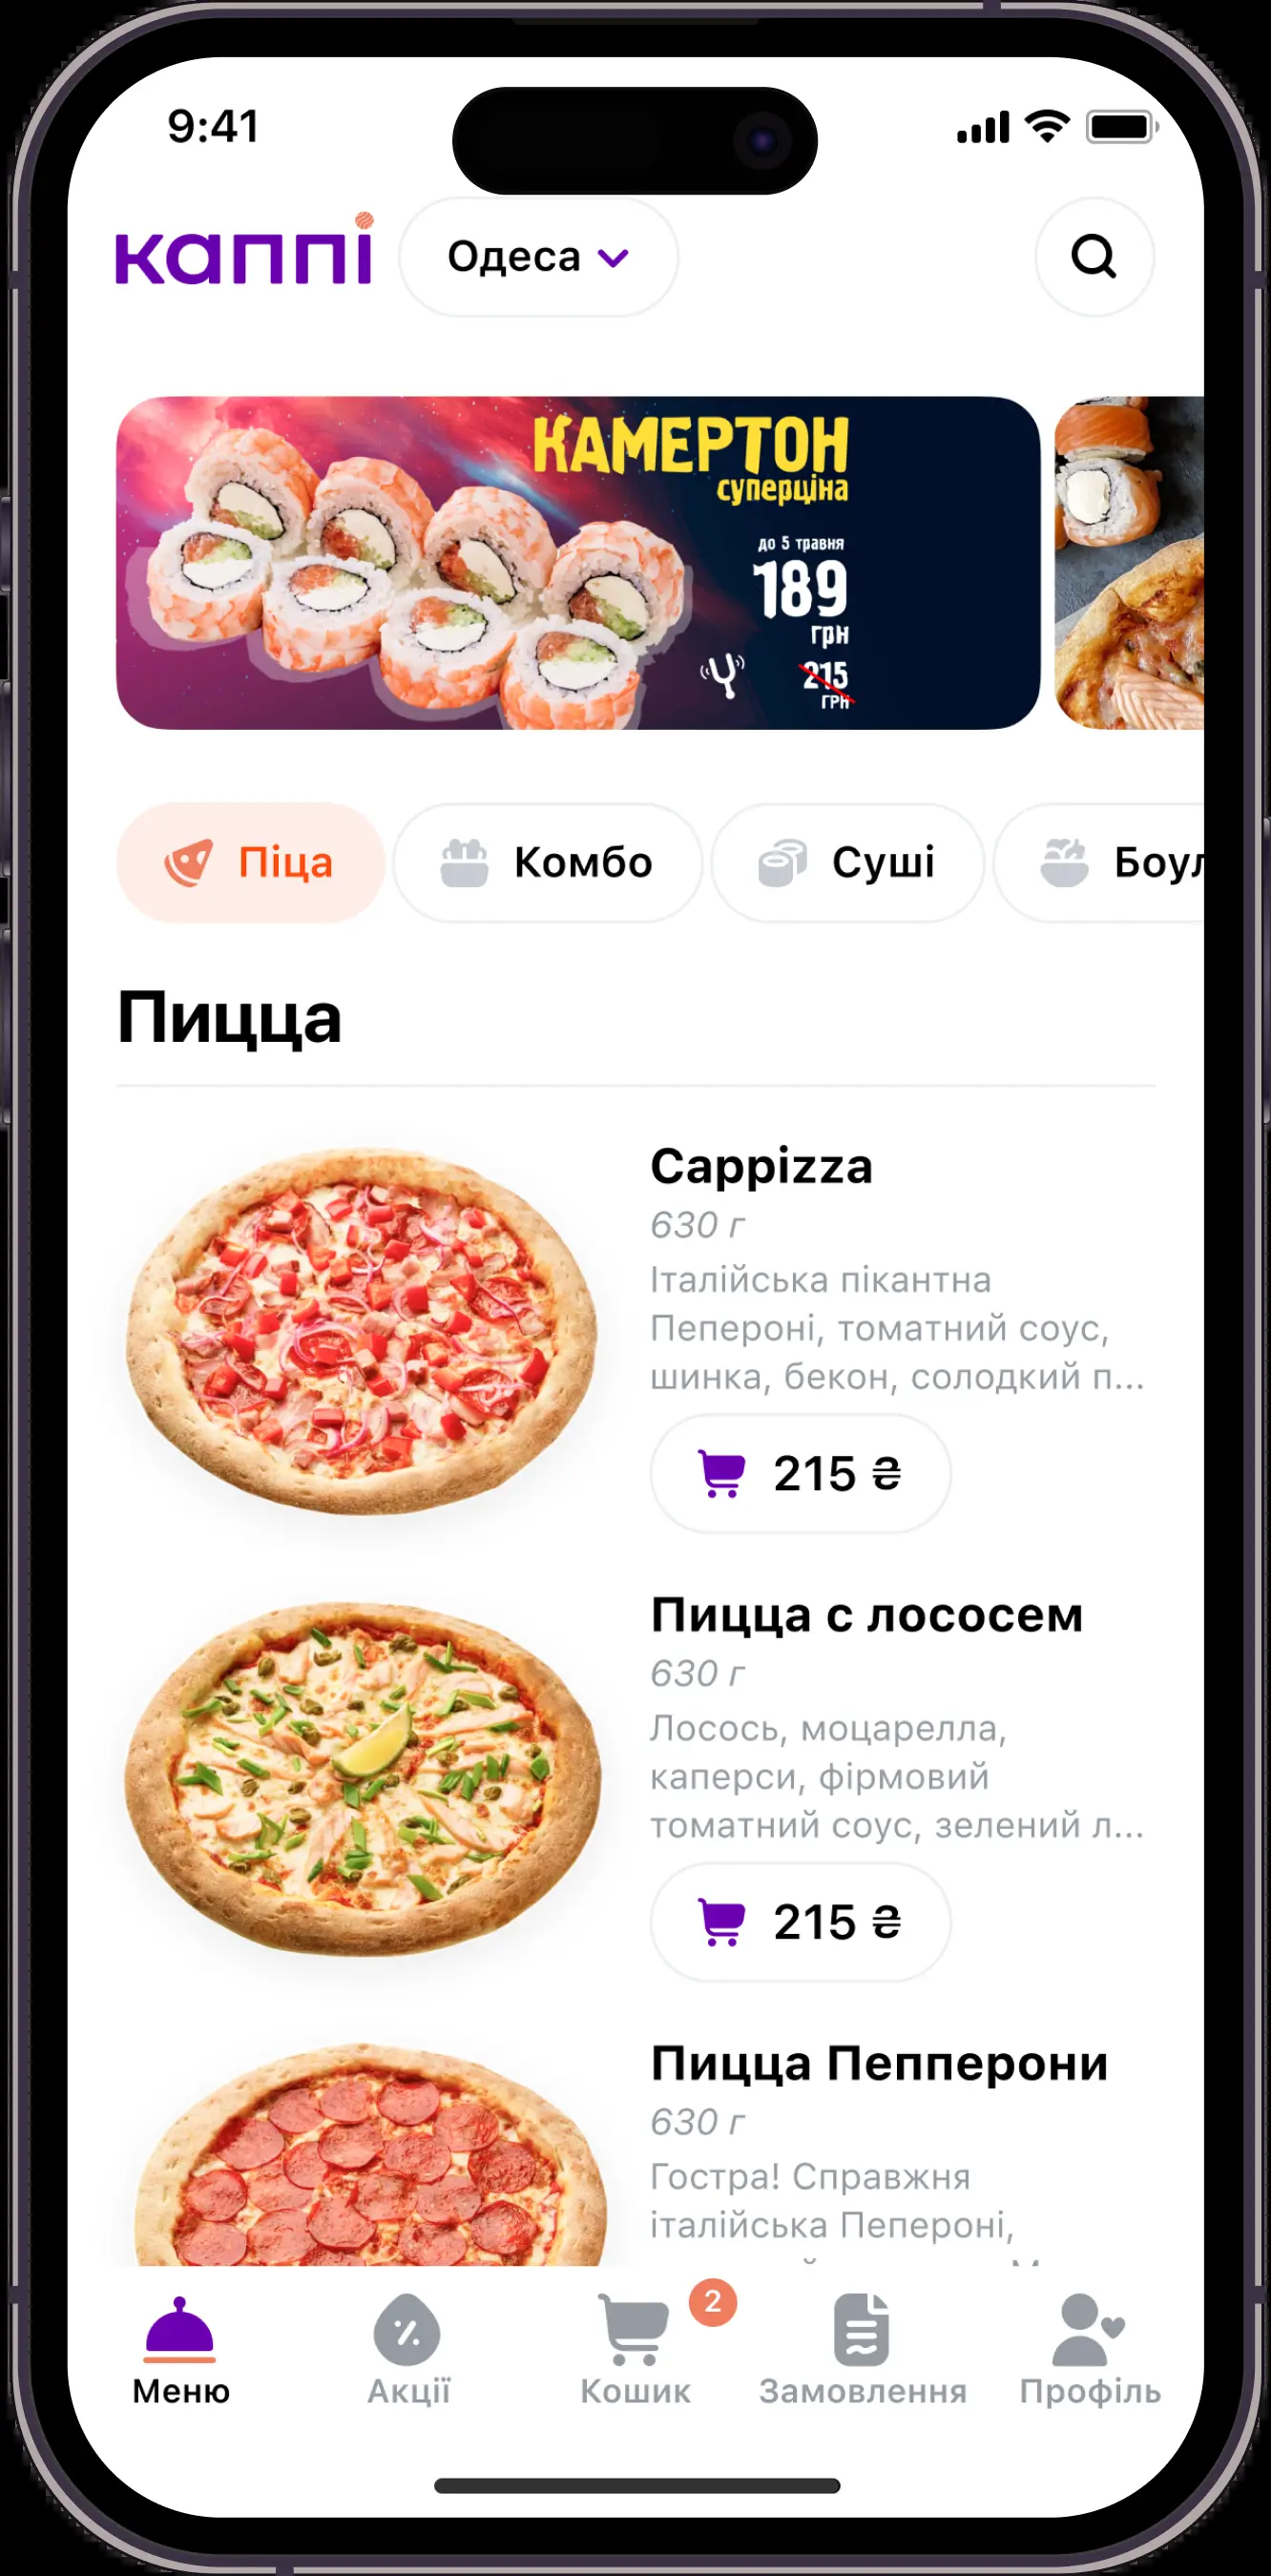 9:41
каппі
Одеса
КАМЕРТОН
суперціна
до 5 травня
189
грн
215
грн
Піца
Комбо
Суші
Боул
Пицца
Cappizza
630 г
Італійська пікантна
Пепероні, томатний соус,
шинка, бекон, солодкий п...
215 ₴
Пицца с лососем
630 г
Лосось, моцарелла,
каперси, фірмовий
томатний соус, зелений л...
215 ₴
Пицца Пепперони
630 г
Гостра! Справжня
італійська Пепероні,
2
Меню
Акції
Кошик
Замовлення
Профіль